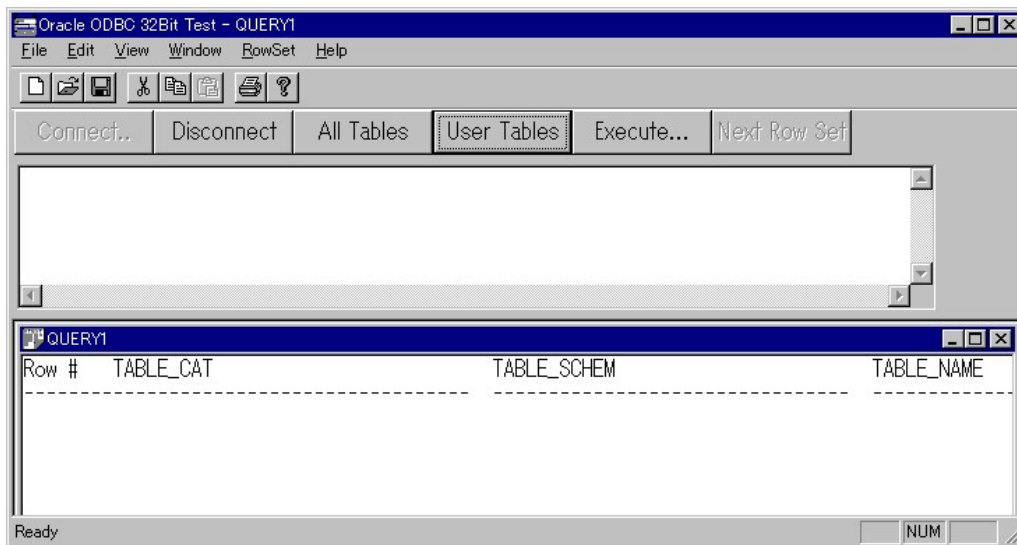 Oracle ODBC 32Bit Test - QUERY1
File Edit View Window RowSet Help
Connect.. Disconnect All Tables User Tables Execute... Next Row Set
QUERY1
Row # TABLE_CAT TABLE_SCHEM TABLE_NAME
Ready NUM